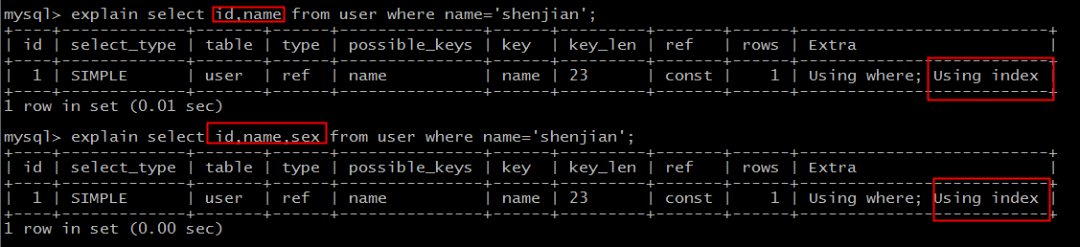 mysql> explain select id,name from user where name='shenjian';
+----+-------------+-------+------+---------------+------+---------+-------+------+--------------------------+
| id | select_type | table | type | possible_keys | key | key_len | ref | rows | Extra |
+----+-------------+-------+------+---------------+------+---------+-------+------+--------------------------+
| 1 | SIMPLE | user | ref | name | name | 23 | const | 1 | Using where; Using index |
+----+-------------+-------+------+---------------+------+---------+-------+------+--------------------------+
1 row in set (0.01 sec)
mysql> explain select id,name,sex from user where name='shenjian';
+----+-------------+-------+------+---------------+------+---------+-------+------+--------------------------+
| id | select_type | table | type | possible_keys | key | key_len | ref | rows | Extra |
+----+-------------+-------+------+---------------+------+---------+-------+------+--------------------------+
| 1 | SIMPLE | user | ref | name | name | 23 | const | 1 | Using where; Using index |
+----+-------------+-------+------+---------------+------+---------+-------+------+--------------------------+
1 row in set (0.00 sec)